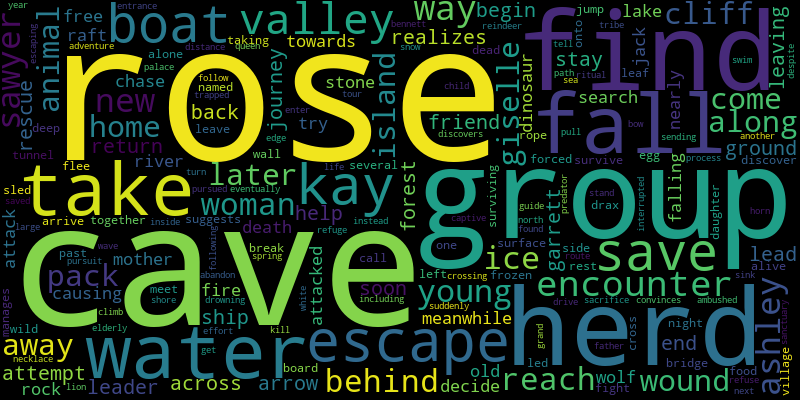 rose
cave
find
group
herd
fall
water
take
kay
boat
valley
way
begin
cliff
sawyer
free
raft
lake
jump
tribe
year
entrance
escaping
adventure
queen
distance
palace
alone
taking
towards
realizes
snow
dead
bennett
reindeer
tell
onto
jack
leaving
despite
swim
animal
rescue
new
chase
follow
named
trapped
back
leave
stone
tour
try
journey
island
friend
giselle
dinosaur
stay
path
sea
ritual
leaf
search
nearly
come
along
deep
home
return
tunnel
river
edge
wall
child
enter
discovers
rope
pull
bow
sending
another
forced
survive
egg
process
ground
discover
flee
sled
saved
later
several
life
turn
pursued
eventually
woman
help
forest
surviving
predator
guide
north
found
garrett
drax
stand
falling
daughter
interrupted
horn
arrive
together
inside
suggests
death
refuge
instead
captive
one
surface
side
rest
save
route
lead
alive
attack
large
past
pursuit
mother
wave
abandon
following
break
spring
call
left
crossing
frozen
ice
encounter
sink
sanctuary
pack
causing
meet
shore
drowning
fire
soon
including
young
suddenly
drive
sacrifice
convinces
ambushed
manages
wild
climb
elderly
effort
ship
white
attacked
meanwhile
escape
grand
father
cross
night
end
ashley
away
necklace
get
kill
led
bridge
food
village
attempt
rock
lion
leader
across
arrow
board
behind
old
decide
reach
wolf
fight
wound
refuse
next